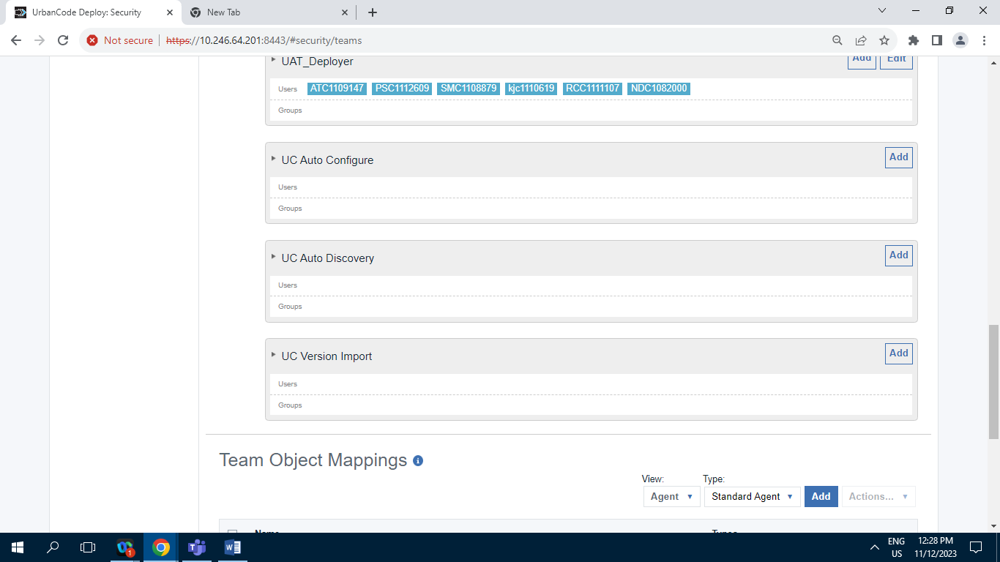 UrbanCode Deploy: Security
New Tab
Not secure https://10.246.64.201:8443/#security/teams
UAT_Deployer Add Edit
Users ATC1109147 PSC1112609 SMC1108879 kjc1110619 RCC1111107 NDC1082000
Groups
UC Auto Configure Add
Users
Groups
UC Auto Discovery Add
Users
Groups
UC Version Import Add
Users
Groups
Team Object Mappings
View: Type:
Agent Standard Agent Add Actions...
Name Types
1
ENG 12:28 PM
US 11/12/2023